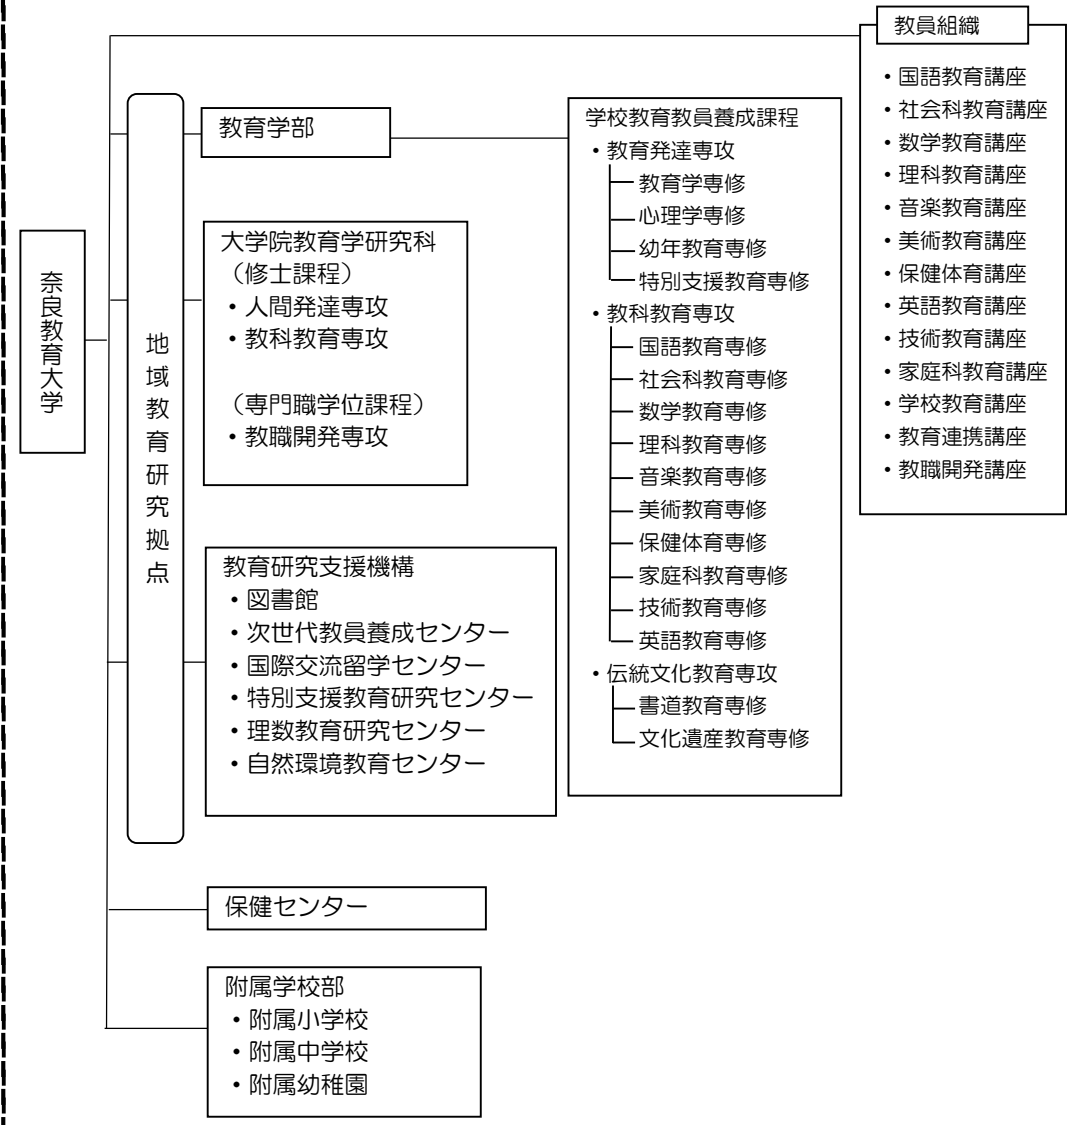 奈良教育大学
地域教育研究拠点
教育学部
大学院教育学研究科
（修士課程）
・人間発達専攻
・教科教育専攻
（専門職学位課程）
・教職開発専攻
教育研究支援機構
・図書館
・次世代教員養成センター
・国際交流留学センター
・特別支援教育研究センター
・理数教育研究センター
・自然環境教育センター
保健センター
附属学校部
・附属小学校
・附属中学校
・附属幼稚園
学校教育教員養成課程
・教育発達専攻
教育学専修
心理学専修
幼年教育専修
特別支援教育専修
・教科教育専攻
国語教育専修
社会科教育専修
数学教育専修
理科教育専修
音楽教育専修
美術教育専修
保健体育専修
家庭科教育専修
技術教育専修
英語教育専修
・伝統文化教育専攻
書道教育専修
文化遺産教育専修
教員組織
・国語教育講座
・社会科教育講座
・数学教育講座
・理科教育講座
・音楽教育講座
・美術教育講座
・保健体育講座
・英語教育講座
・技術教育講座
・家庭科教育講座
・学校教育講座
・教育連携講座
・教職開発講座